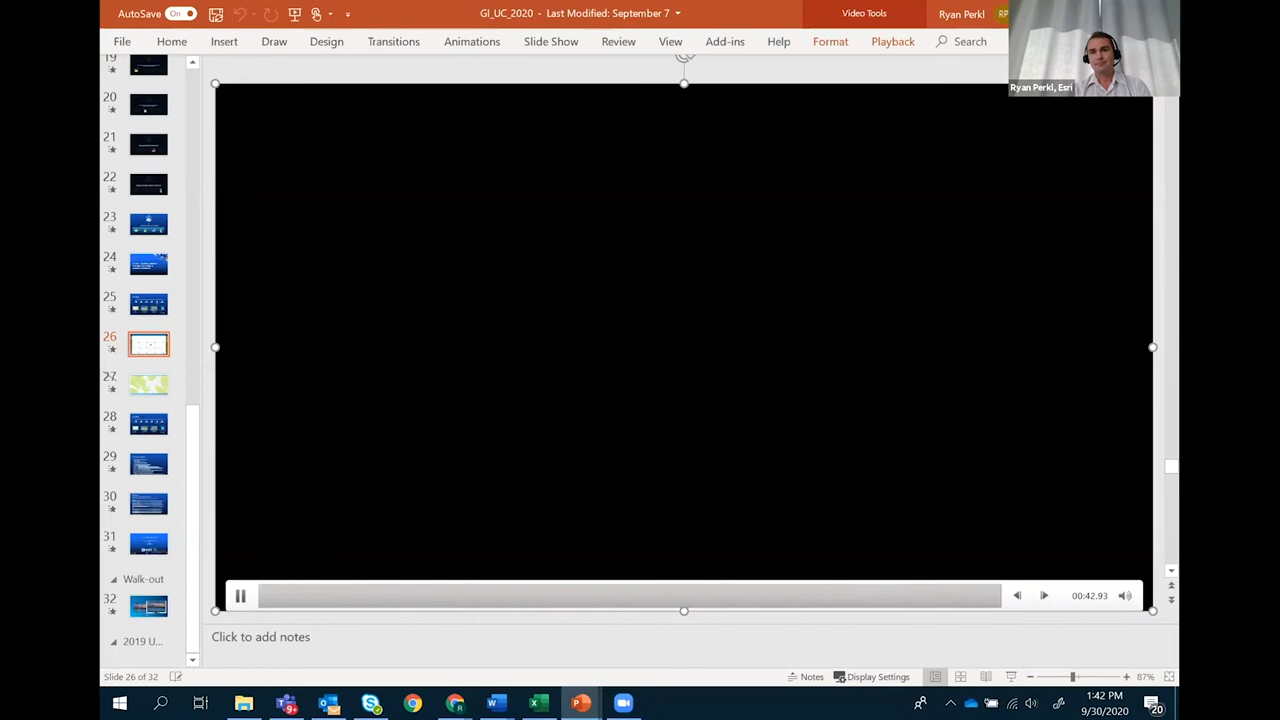 AutoSave On
GI_UC_2020 - Last Modified: September 7
Video Tools
Ryan Perkl
RP
File Home Insert Draw Design Transitions Animations Slide Show Review View Add-ins Help Format Playback Search
Ryan Perkl, Esri
19
20
21
22
23
24
25
26
27
28
29
30
31
Walk-out
32
2019 U...
00:42.93
Click to add notes
Slide 26 of 32
Notes Display Settings
87%
1:42 PM
9/30/2020
20